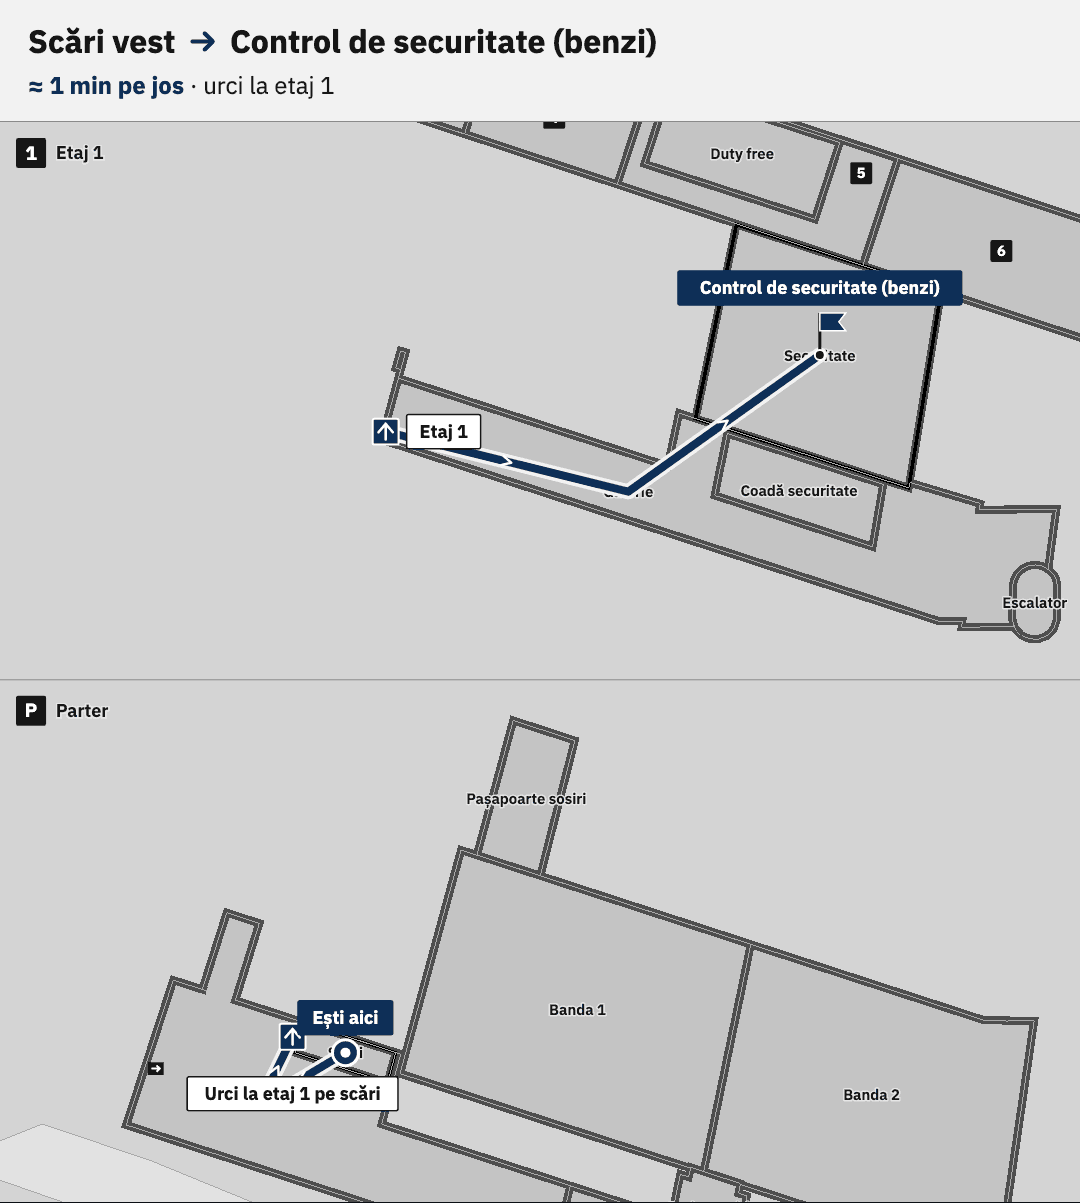 Scări vest → Control de securitate (benzi)
≈ 1 min pe jos · urci la etaj 1
1 Etaj 1
Duty free
5
6
Control de securitate (benzi)
Etaj 1
Coadă securitate
Escalator
P Parter
Pașapoarte sosiri
Banda 1
Ești aici
Urci la etaj 1 pe scări
Banda 2